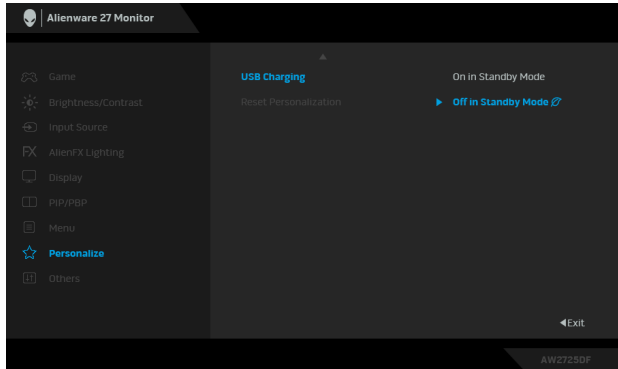 Alienware 27 Monitor
Game
Brightness/Contrast
Input Source
FX AlienFX Lighting
Display
PIP/PBP
Menu
Personalize
Others
USB Charging
On in Standby Mode
Reset Personalization
Off in Standby Mode
Exit
AW2725DF